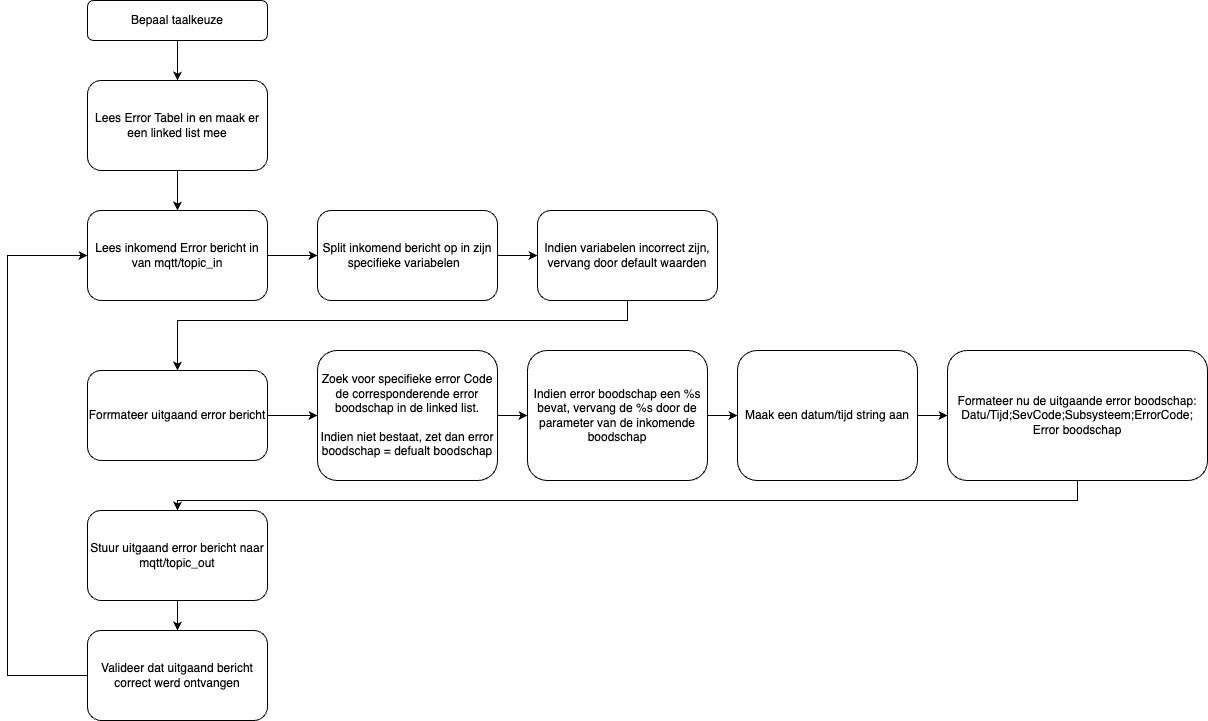 Bepaal taalkeuze
Lees Error Tabel in en maak er
een linked list mee
Lees inkomend Error bericht in
van mqtt/topic_in
Split inkomend bericht op in zijn
specifieke variabelen
Indien variabelen incorrect zijn,
vervang door default waarden
Forrmateer uitgaand error bericht
Zoek voor specifieke error Code
de corresponderende error
boodschap in de linked list.
Indien niet bestaat, zet dan error
boodschap = defualt boodschap
Indien error boodschap een %s
bevat, vervang de %s door de
parameter van de inkomende
boodschap
Maak een datum/tijd string aan
Formateer nu de uitgaande error boodschap:
Datu/Tijd;SevCode;Subsysteem;ErrorCode;
Error boodschap
Stuur uitgaand error bericht naar
mqtt/topic_out
Valideer dat uitgaand bericht
correct werd ontvangen